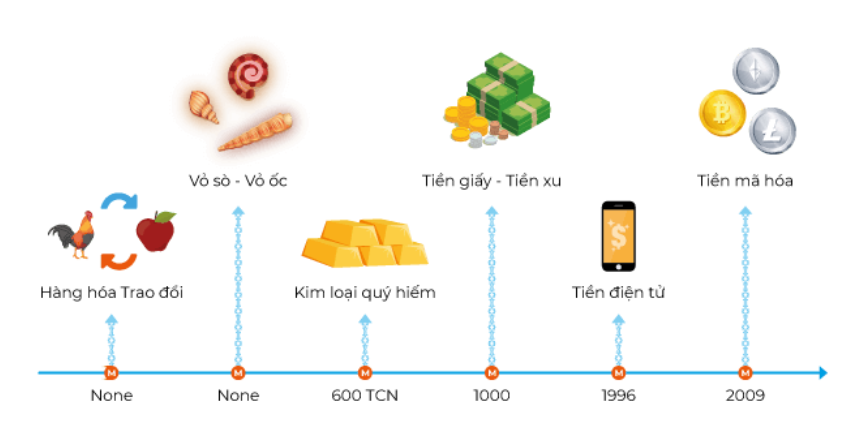 Vỏ sò - Vỏ ốc
Tiền giấy - Tiền xu
Tiền mã hóa
Hàng hóa Trao đổi
Kim loại quý hiếm
Tiền điện tử
M M M M M M
None None 600 TCN 1000 1996 2009